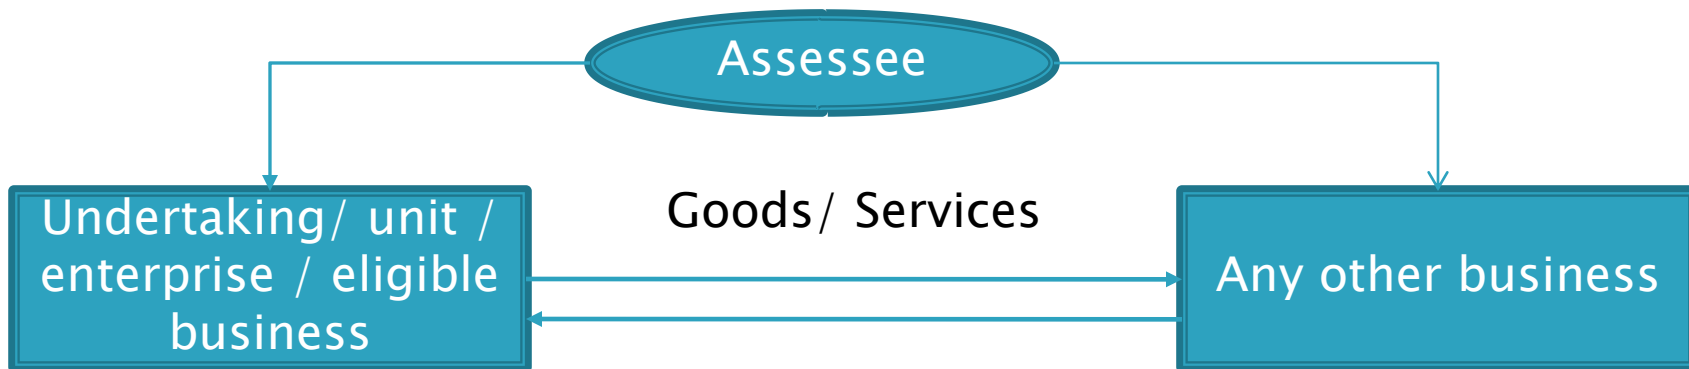 Assessee
Goods/ Services
Undertaking/ unit /
enterprise / eligible
business
Any other business